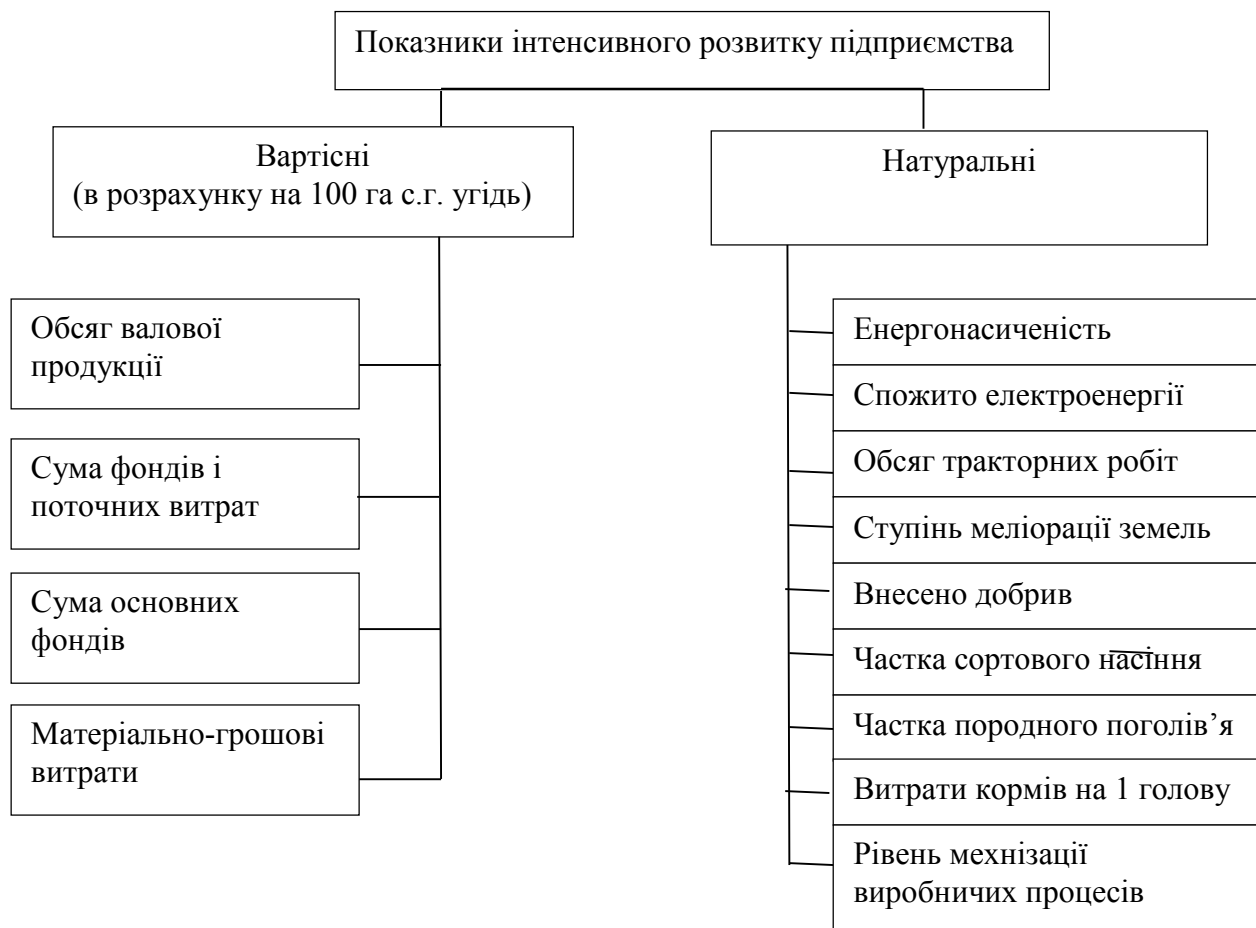 Показники інтенсивного розвитку підприємства
Вартісні
(в розрахунку на 100 га с.г. угідь)
Натуральні
Обсяг валової
продукції
Сума фондів і
поточних витрат
Сума основних
фондів
Матеріально-грошові
витрати
Енергонасиченість
Спожито електроенергії
Обсяг тракторних робіт
Ступінь меліорації земель
Внесено добрив
Частка сортового насіння
Частка породного поголів’я
Витрати кормів на 1 голову
Рівень мехнізації
виробничих процесів